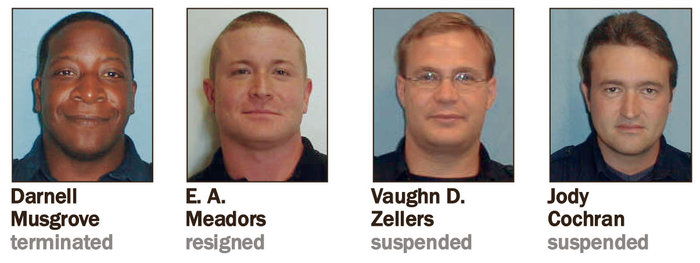 Darnell
Musgrove
terminated
E. A.
Meadors
resigned
Vaughn D.
Zellers
suspended
Jody
Cochran
suspended